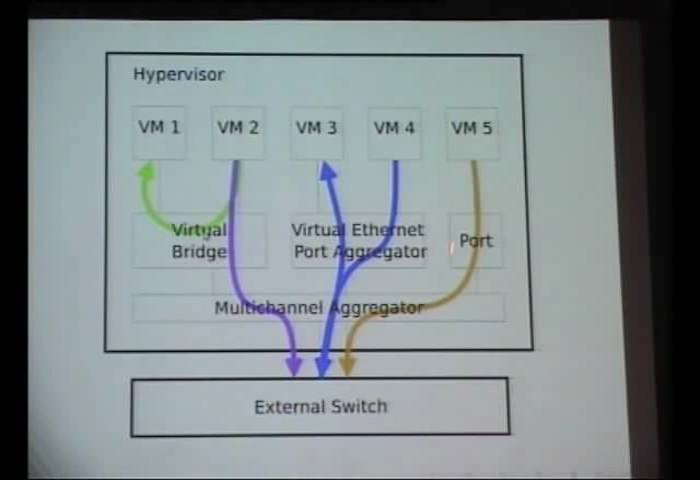 Hypervisor
VM 1
VM 2
VM 3
VM 4
VM 5
Virtual
Bridge
Virtual Ethernet
Port Aggregator
Port
Multichannel Aggregator
External Switch